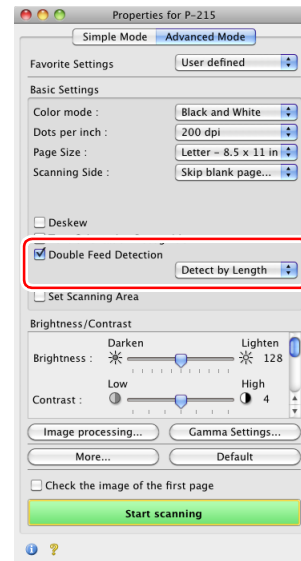 Properties for P-215
Simple Mode Advanced Mode
Favorite Settings User defined
Basic Settings
Color mode : Black and White
Dots per inch : 200 dpi
Page Size : Letter - 8.5 x 11 in
Scanning Side : Skip blank page...
Deskew
Double Feed Detection
Detect by Length
Set Scanning Area
Brightness/Contrast
Darken Lighten
Brightness : 128
Low High
Contrast : 4
Image processing... Gamma Settings...
More... Default
Check the image of the first page
Start scanning